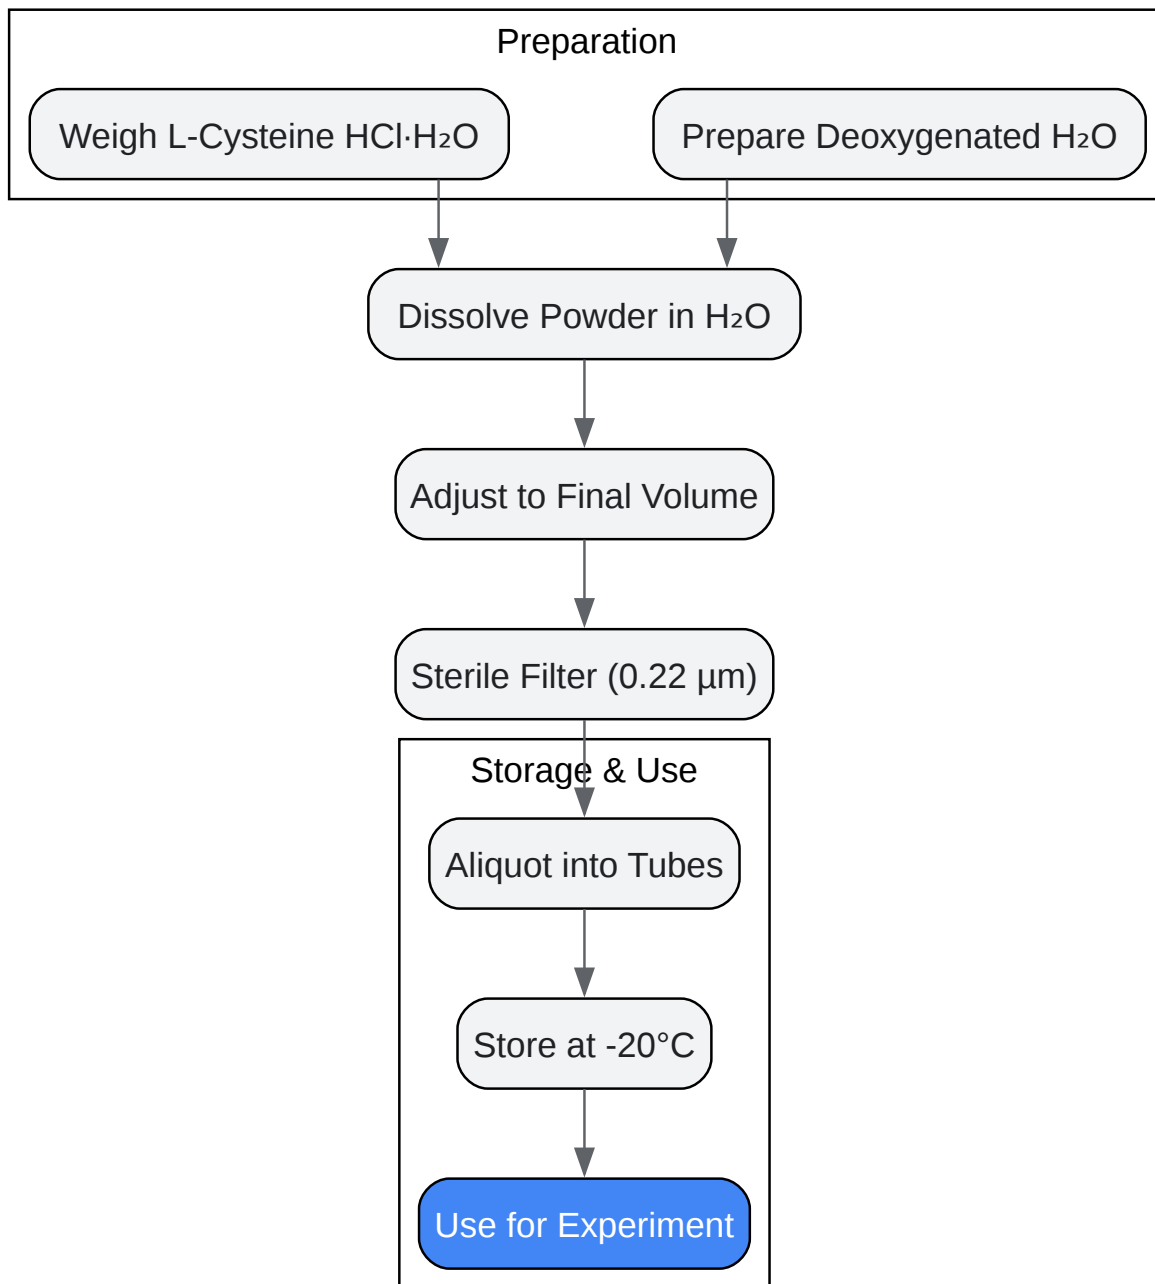 Preparation
Weigh L-Cysteine HCl·H₂O
Prepare Deoxygenated H₂O
Dissolve Powder in H₂O
Adjust to Final Volume
Sterile Filter (0.22 µm)
Storage & Use
Aliquot into Tubes
Store at -20°C
Use for Experiment